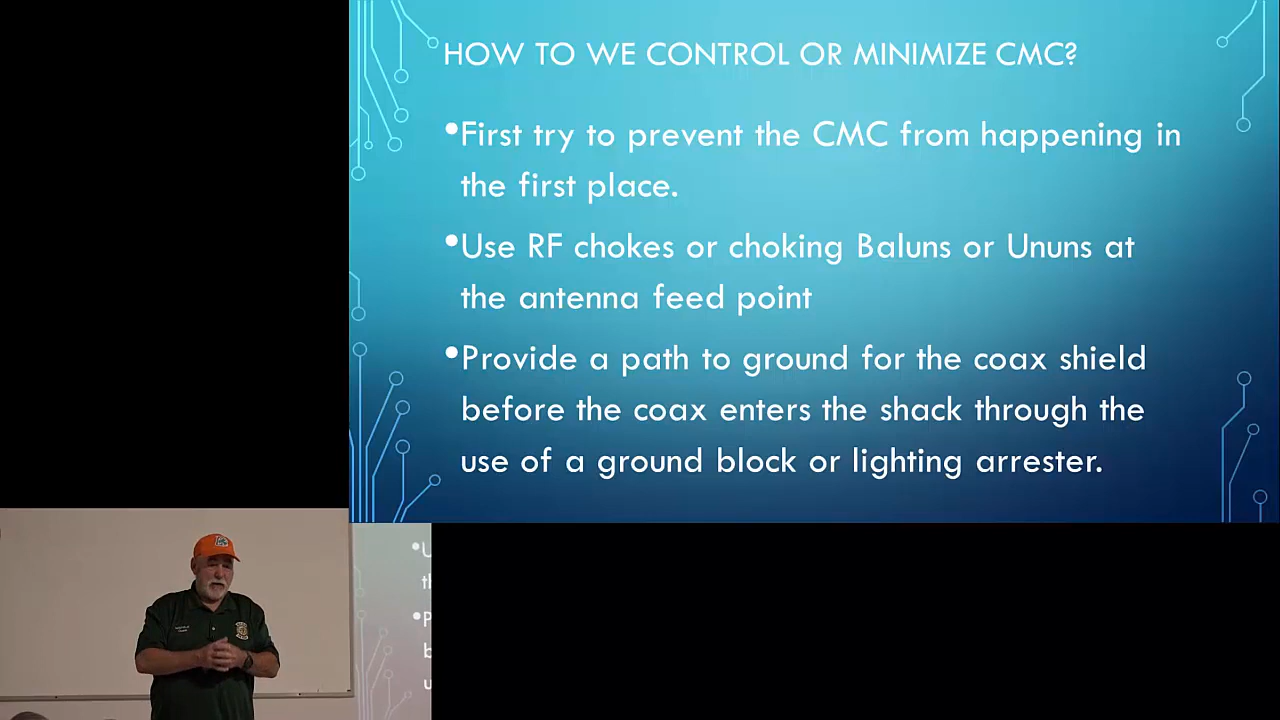 HOW TO WE CONTROL OR MINIMIZE CMC?
•First try to prevent the CMC from happening in
the first place.
•Use RF chokes or choking Baluns or Ununs at
the antenna feed point
•Provide a path to ground for the coax shield
before the coax enters the shack through the
use of a ground block or lighting arrester.
•U
th
•P
b
u